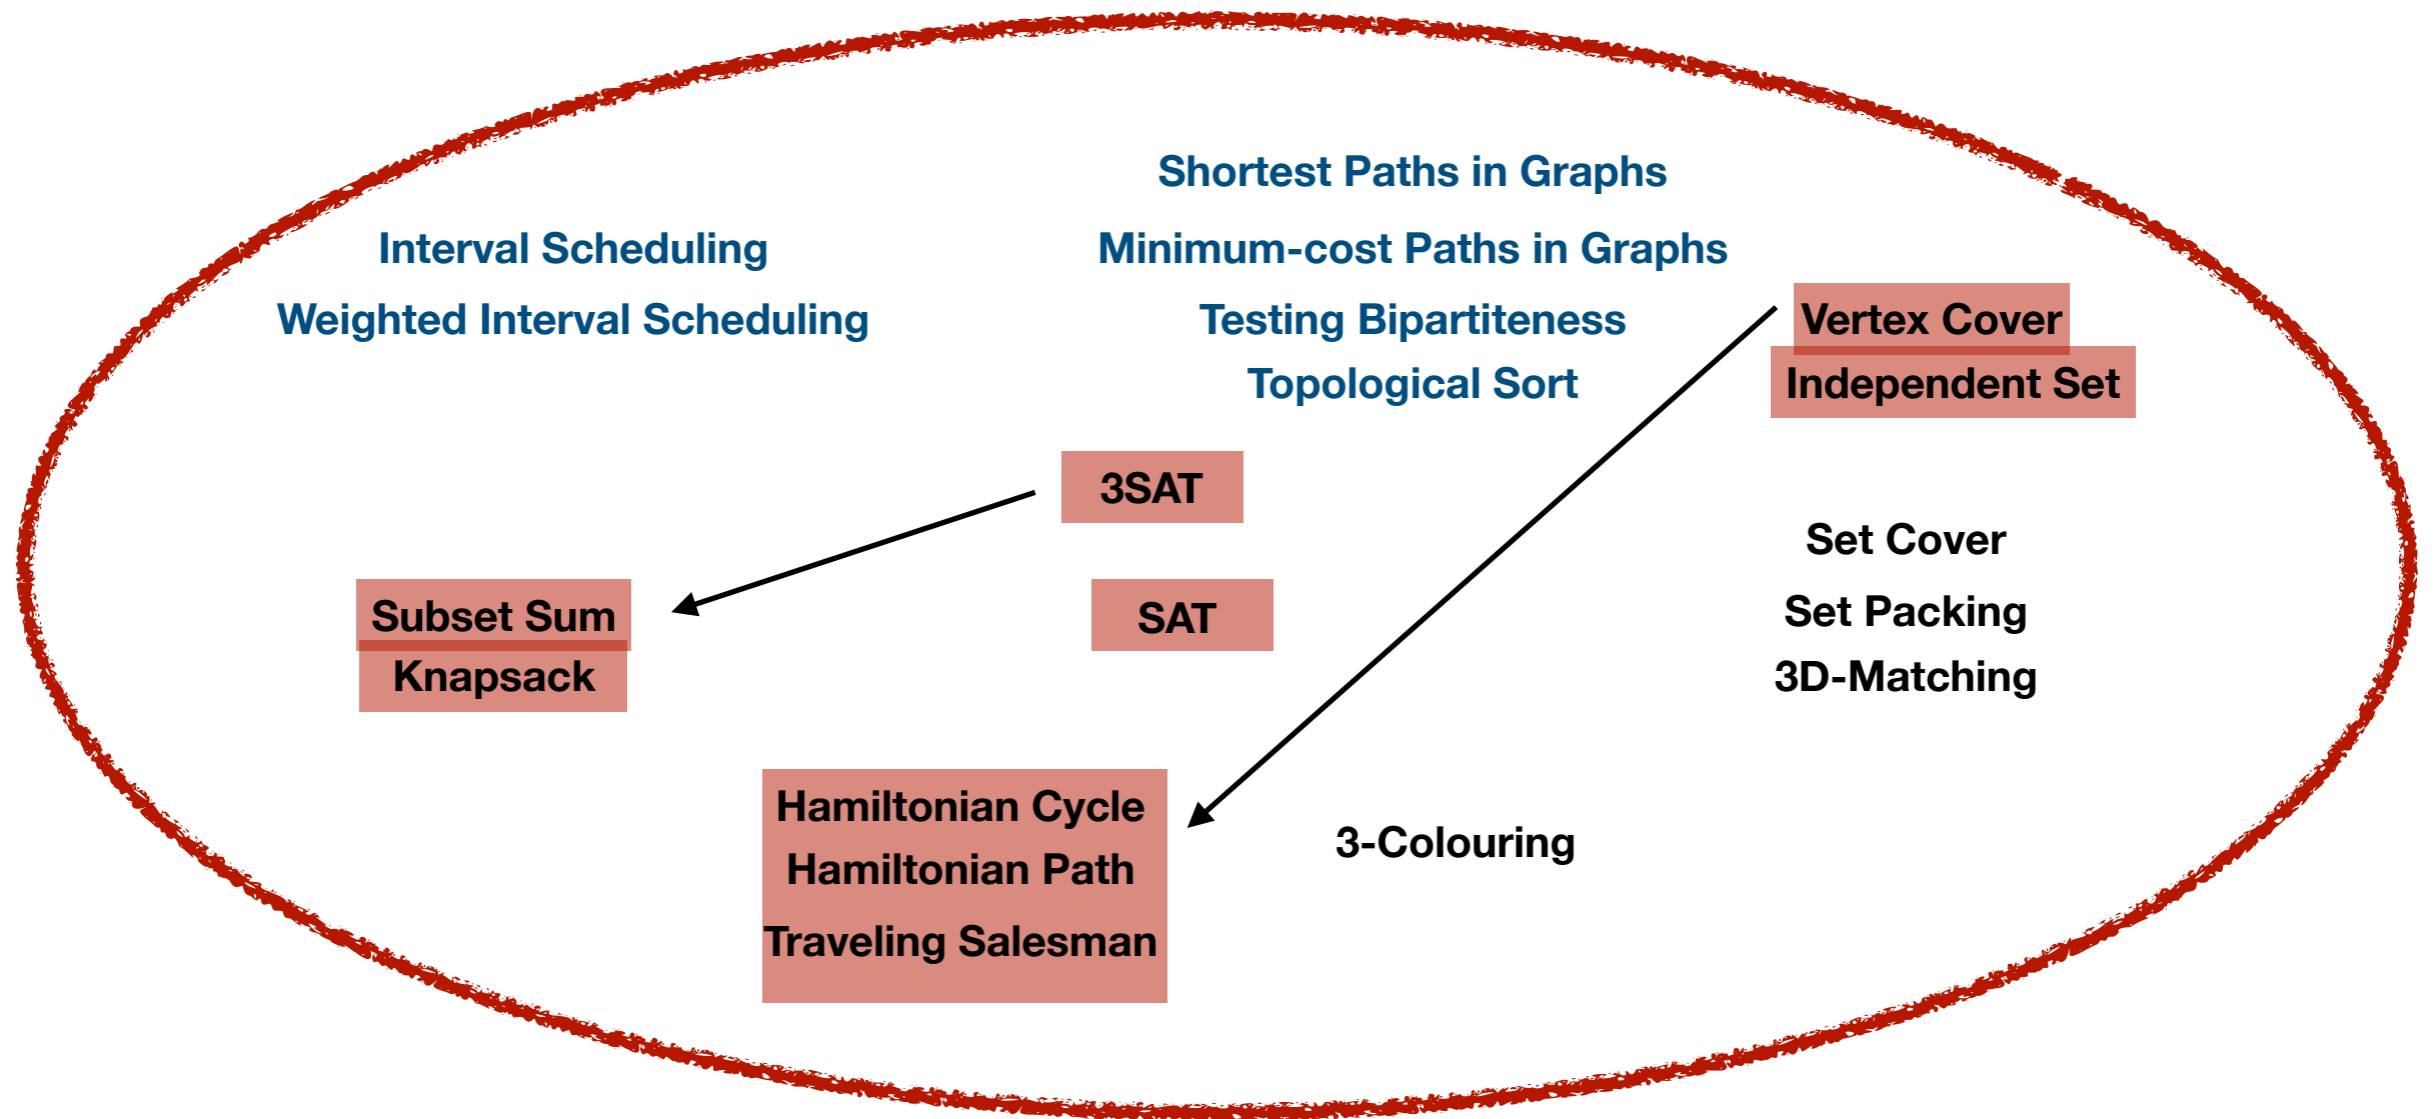 Shortest Paths in Graphs
Interval Scheduling
Minimum-cost Paths in Graphs
Weighted Interval Scheduling
Testing Bipartiteness
Vertex Cover
Topological Sort
Independent Set
3SAT
Set Cover
Subset Sum
SAT
Set Packing
Knapsack
3D-Matching
Hamiltonian Cycle
3-Colouring
Hamiltonian Path
Traveling Salesman